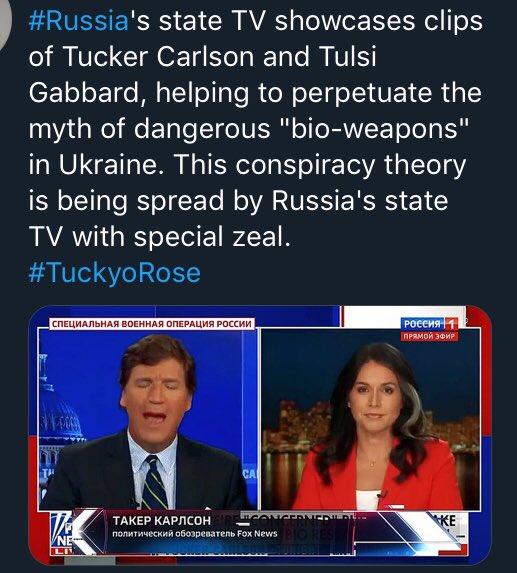 #Russia's state TV showcases clips
of Tucker Carlson and Tulsi
Gabbard, helping to perpetuate the
myth of dangerous "bio-weapons"
in Ukraine. This conspiracy theory
is being spread by Russia's state
TV with special zeal.
#TuckyoRose
СПЕЦИАЛЬНАЯ ВОЕННАЯ ОПЕРАЦИЯ РОССИИ
РОССИЯ 1
ПРЯМОЙ ЭФИР
ТАКЕР КАРЛСОН
политический обозреватель Fox News